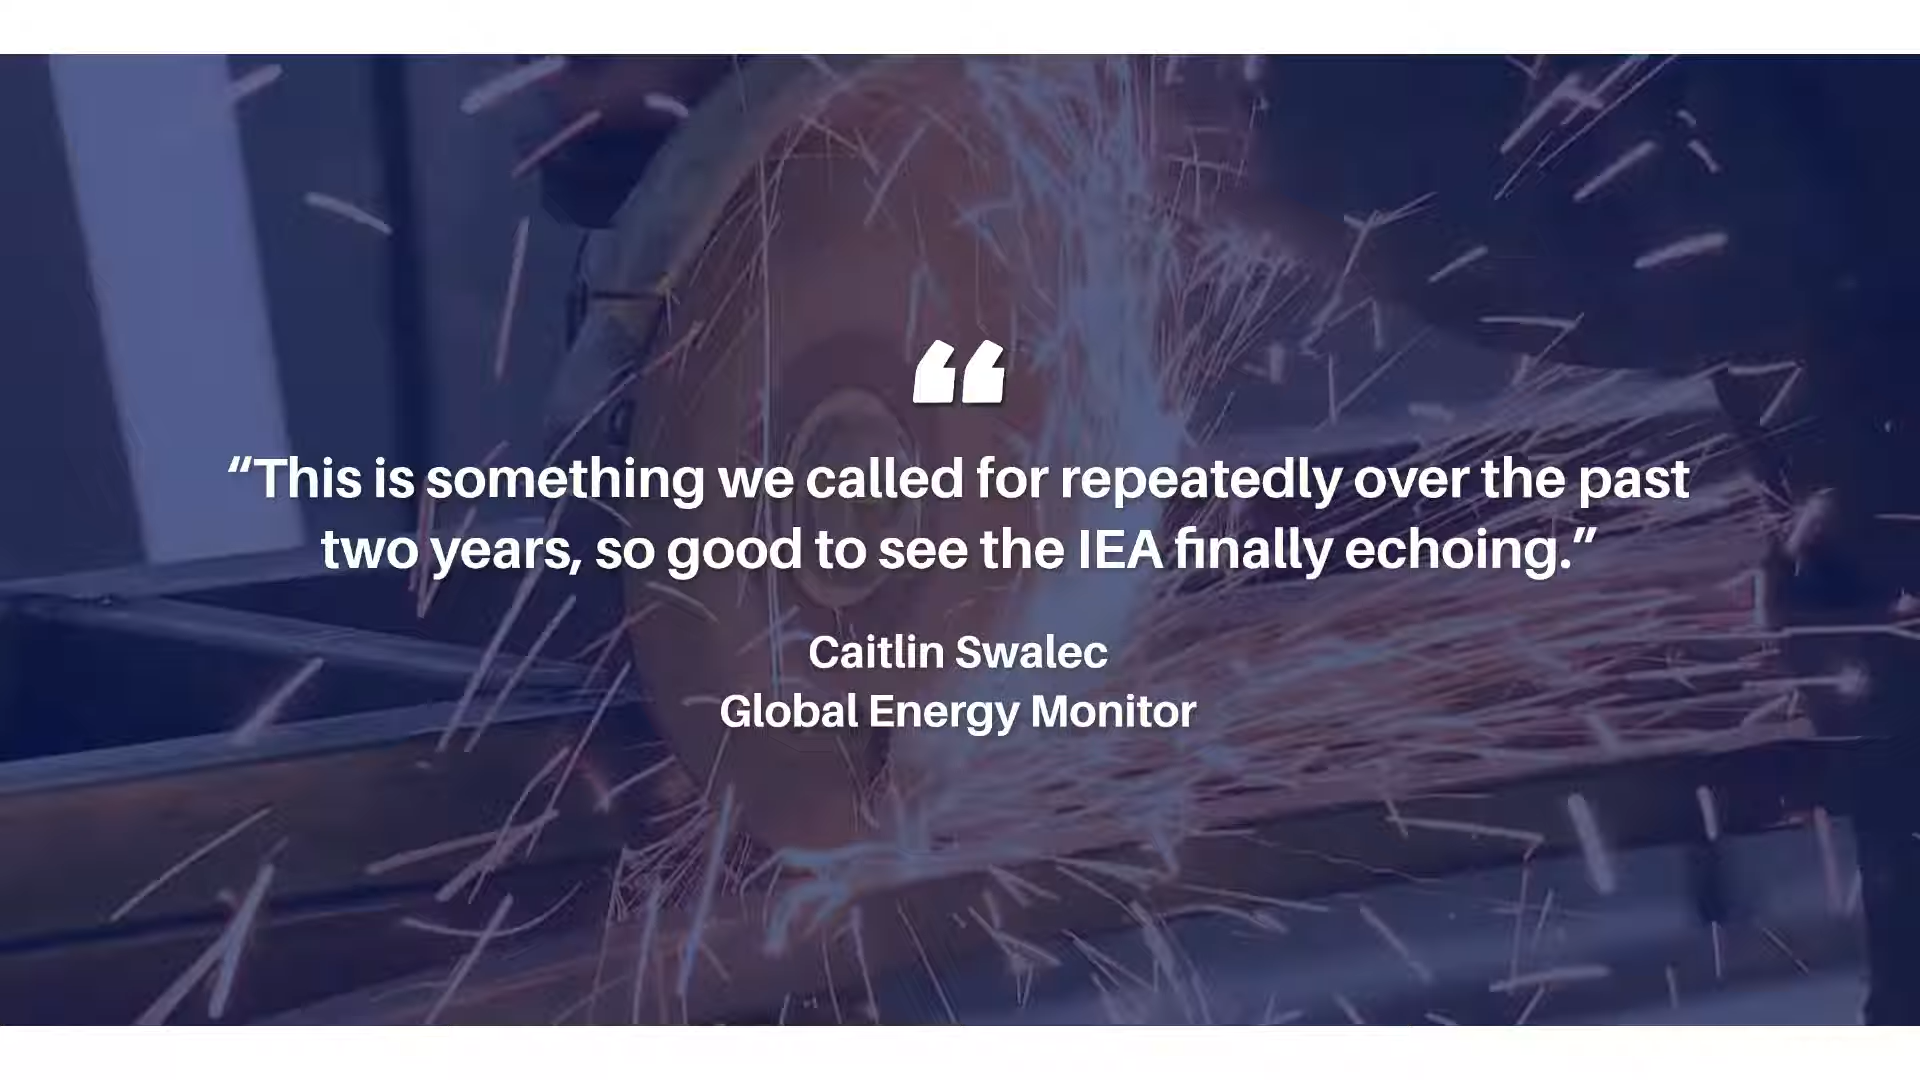 “This is something we called for repeatedly over the past
two years, so good to see the IEA finally echoing.”
Caitlin Swalec
Global Energy Monitor